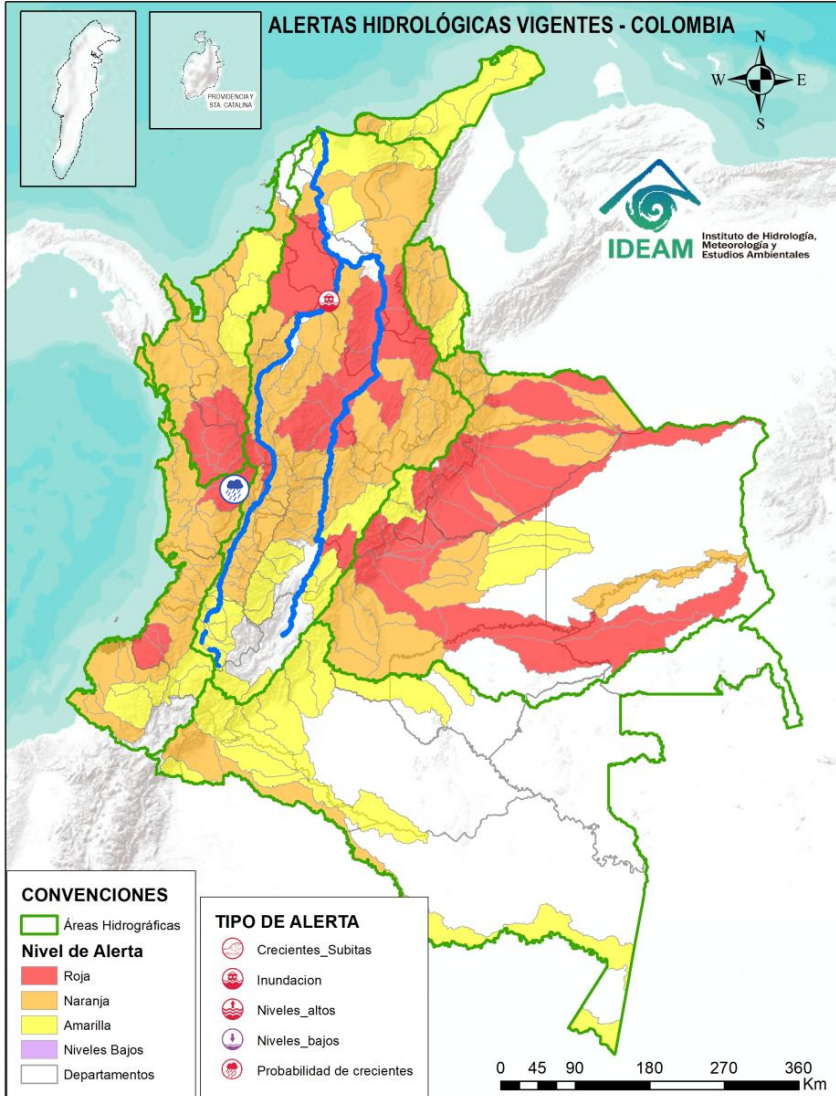 ALERTAS HIDROLÓGICAS VIGENTES - COLOMBIA
PROVIDENCIA Y
STA. CATALINA
N
W
E
S
IDEAM
Instituto de Hidrología,
Meteorología y
Estudios Ambientales
CONVENCIONES
Áreas Hidrográficas
Nivel de Alerta
Roja
Naranja
Amarilla
Niveles Bajos
Departamentos
TIPO DE ALERTA
Crecientes_Subitas
Inundacion
Niveles_altos
Niveles_bajos
Probabilidad de crecientes
0 45 90 180 270 360
Km